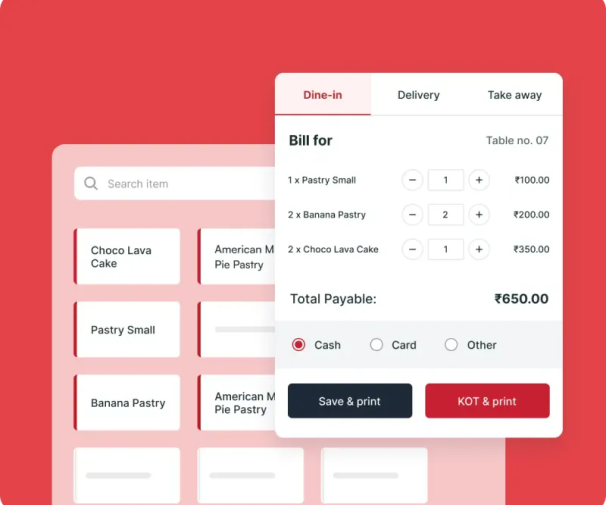 Dine-in
Delivery
Take away
Bill for
Table no. 07
1 x Pastry Small
1
₹100.00
2 x Banana Pastry
2
₹200.00
2 x Choco Lava Cake
1
₹350.00
Total Payable:
₹650.00
Cash
Card
Other
Save & print
KOT & print
Search item
Choco Lava
Cake
American M
Pie Pastry
Pastry Small
Banana Pastry
American M
Pie Pastry